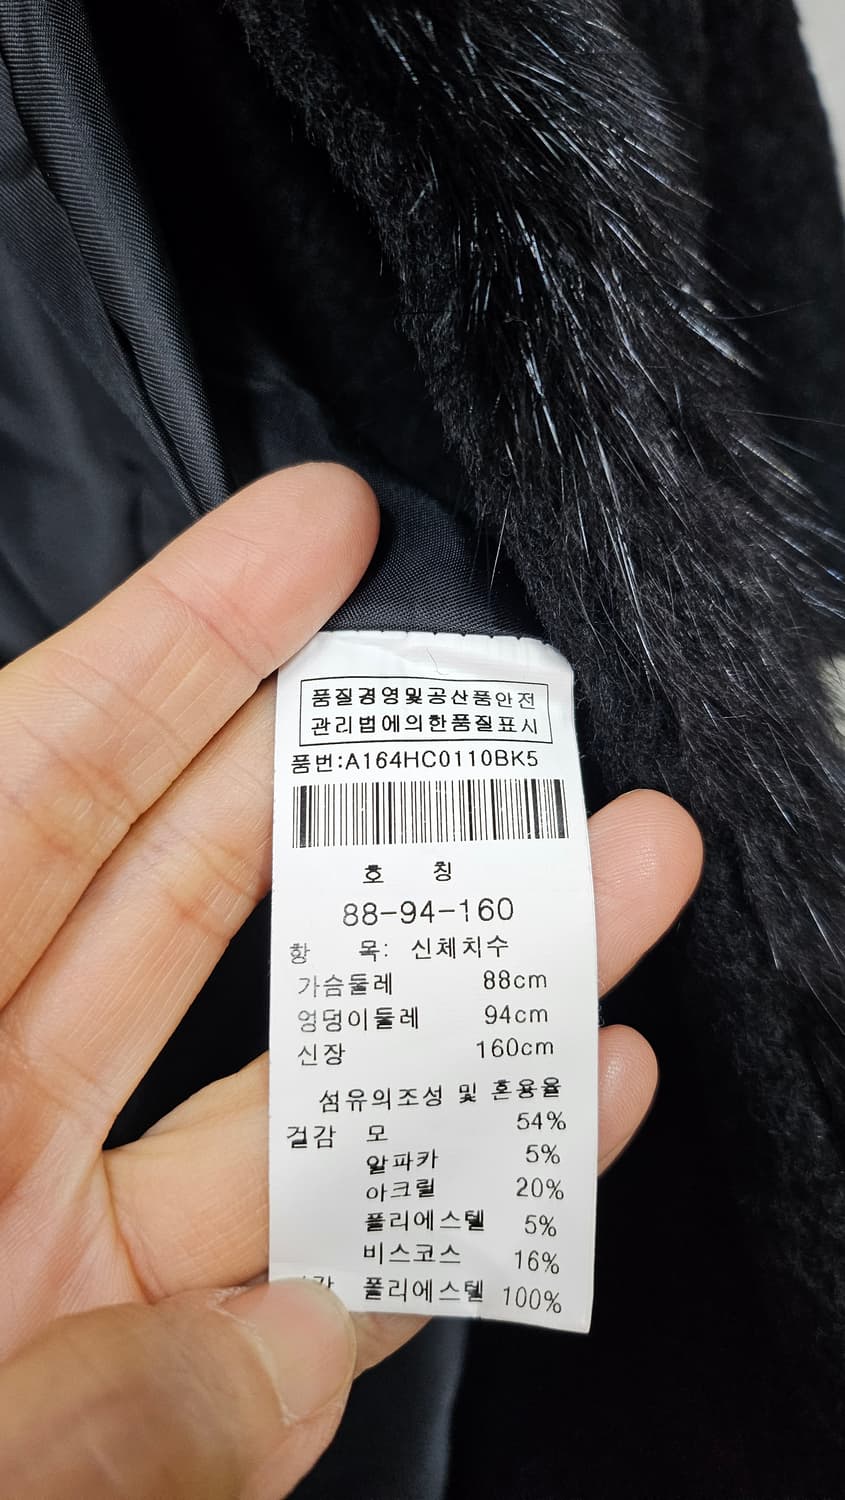 품질경영및공산품안전
관리법에의한품질표시
품번:A164HC0110BK5
호 칭
88-94-160
항 목: 신체치수
가슴둘레 88cm
엉덩이둘레 94cm
신장 160cm
섬유의조성 및 혼용율
겉감 모 54%
알파카 5%
아크릴 20%
폴리에스텔 5%
비스코스 16%
폴리에스텔 100%